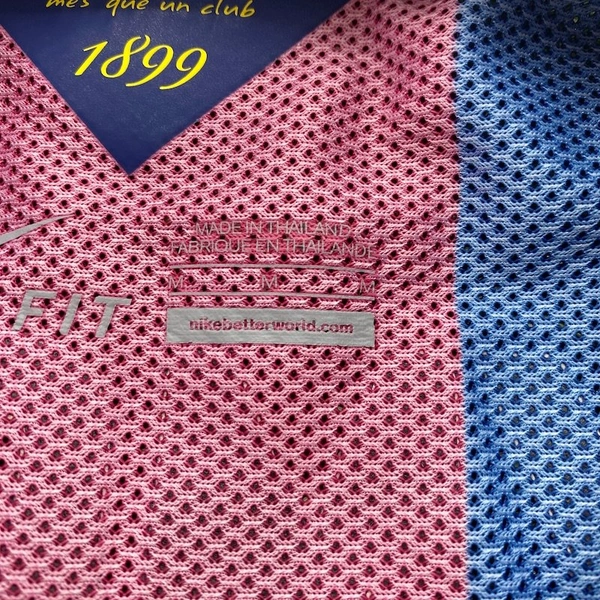 més que un club
1899
MADE IN THAILAND
FABRIQUE EN THAILANDE
M M M
FIT
nikebetterworld.com